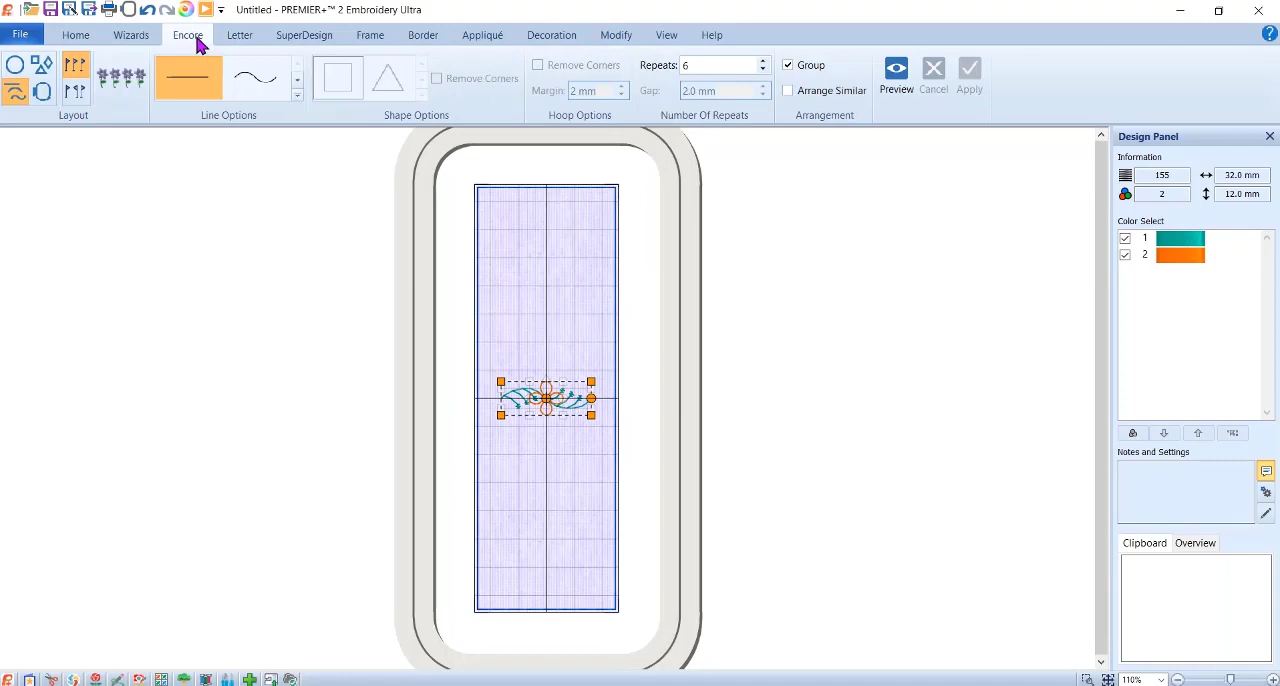 Untitled - PREMIER+™ 2 Embroidery Ultra
File Home Wizards Encore Letter SuperDesign Frame Border Appliqué Decoration Modify View Help
Remove Corners
Remove Corners
Margin: 2 mm
Repeats: 6
Gap: 2.0 mm
Group
Arrange Similar
Preview Cancel Apply
Layout Line Options Shape Options Hoop Options Number Of Repeats Arrangement
Design Panel
Information
155 32.0 mm
2 12.0 mm
Color Select
1
2
Notes and Settings
Clipboard Overview
110%